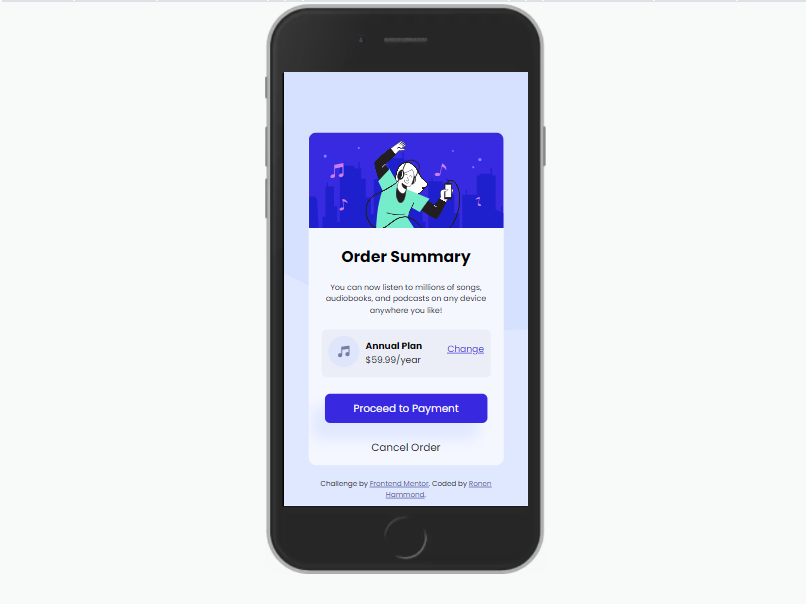 Order Summary
You can now listen to millions of songs,
audiobooks, and podcasts on any device
anywhere you like!
Annual Plan
$59.99/year
Change
Proceed to Payment
Cancel Order
Challenge by Frontend Mentor. Coded by Ronen
Hammond.